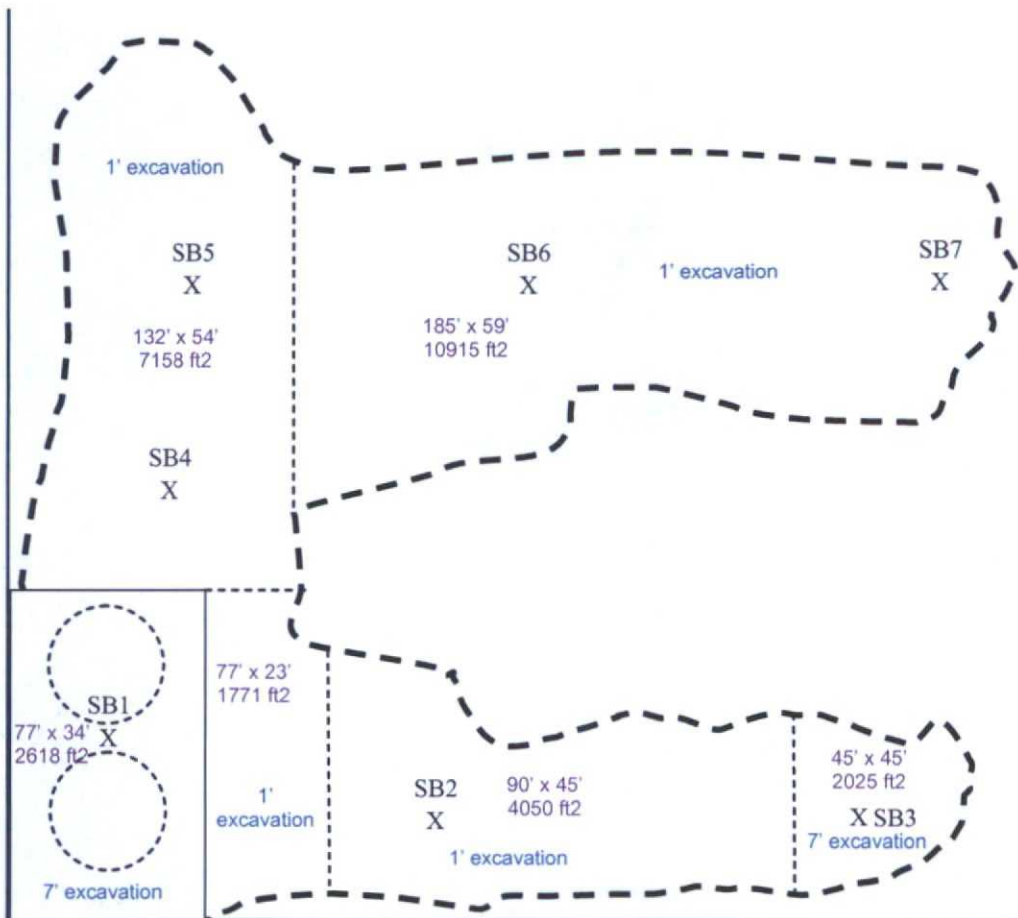 1' excavation
SB5
X
132' x 54'
7158 ft2
SB4
X
SB6
X
185' x 59'
10915 ft2
1' excavation
SB7
X
77' x 34'
2618 ft2
SB1
X
7' excavation
77' x 23'
1771 ft2
1'
excavation
SB2
X
90' x 45'
4050 ft2
1' excavation
45' x 45'
2025 ft2
X SB3
7' excavation